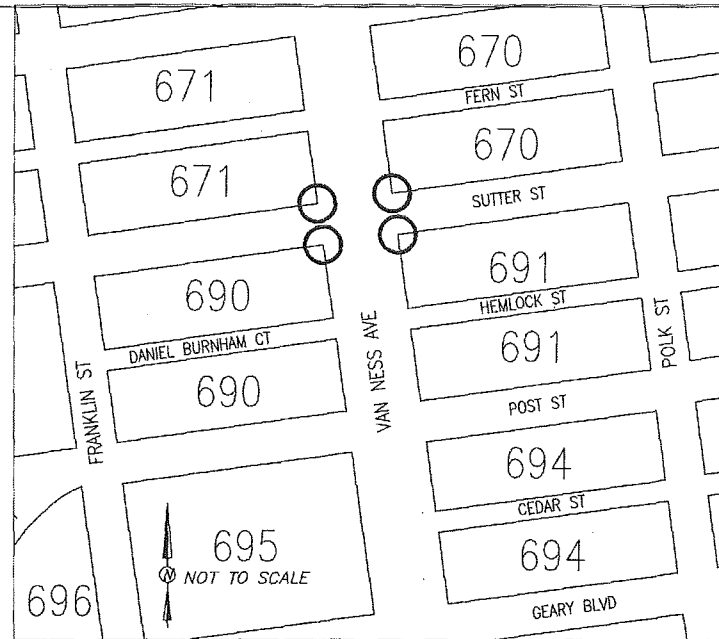 670
671
FERN ST
670
671
SUTTER ST
691
690
HEMLOCK ST
DANIEL BURNHAM CT
VAN NESS AVE
POLK ST
691
FRANKLIN ST
690
POST ST
694
CEDAR ST
695
694
N
NOT TO SCALE
696
GEARY BLVD